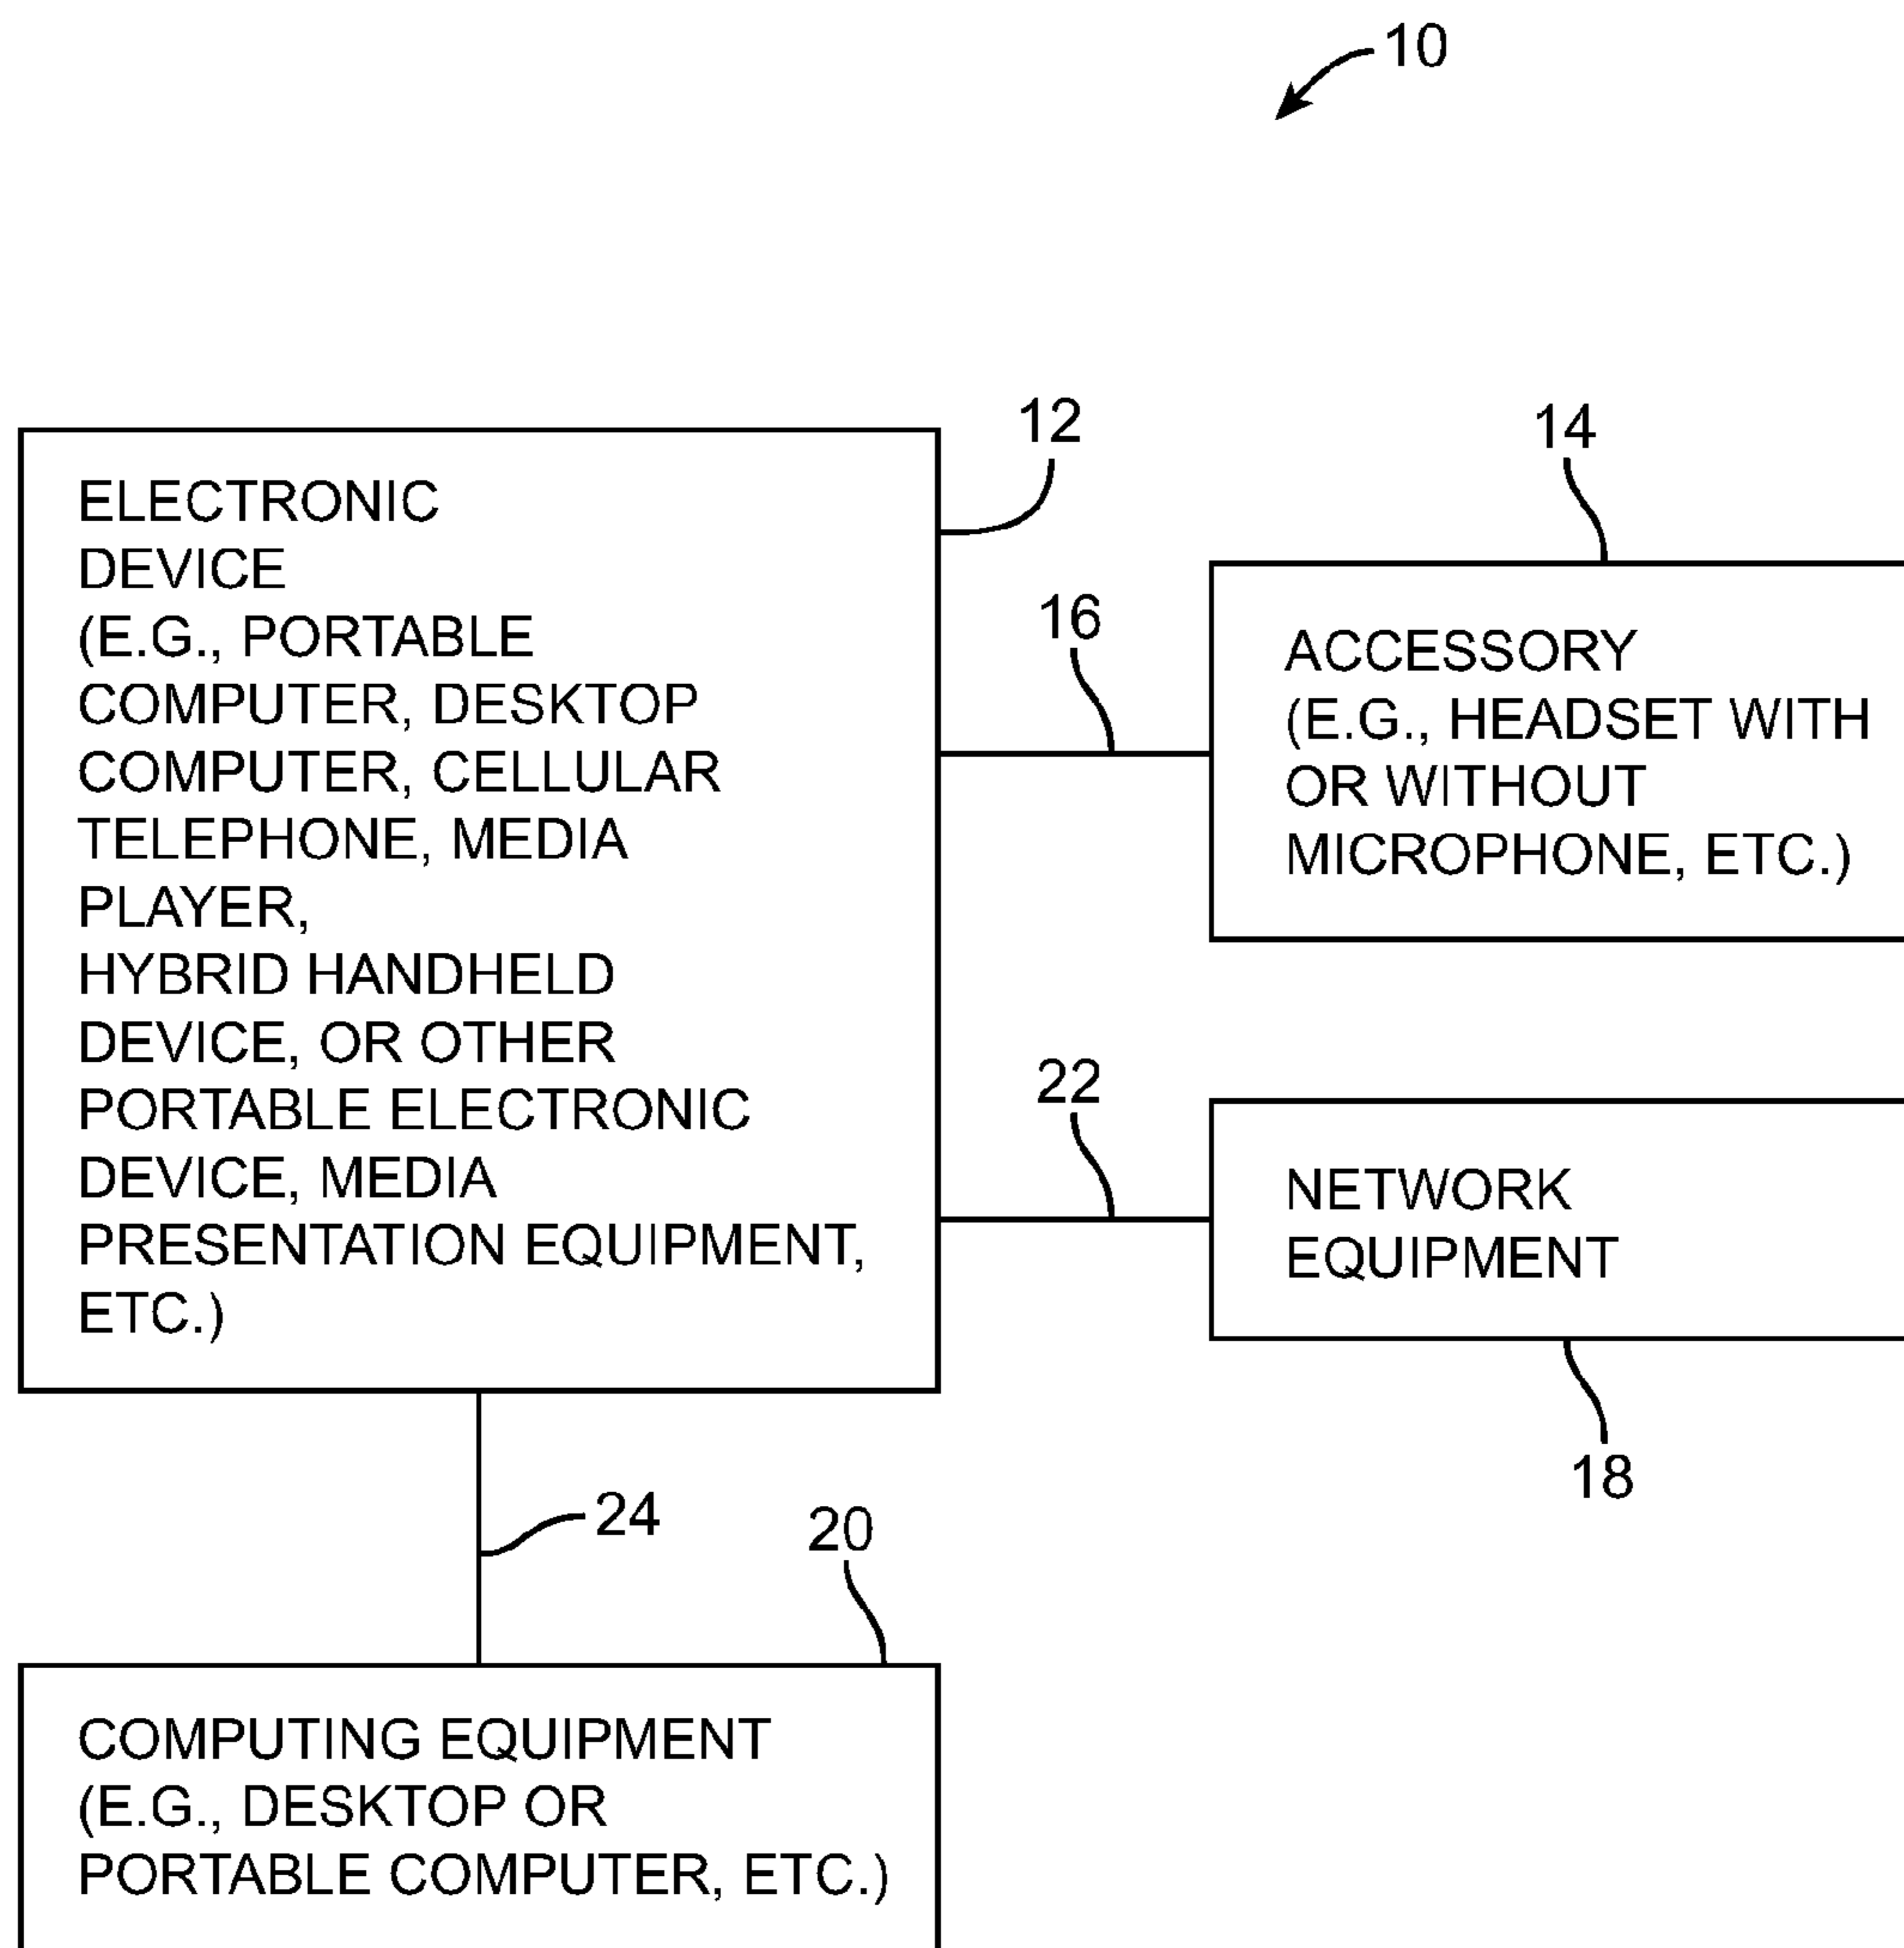 10
12
ELECTRONIC
DEVICE
(E.G., PORTABLE
COMPUTER, DESKTOP
COMPUTER, CELLULAR
TELEPHONE, MEDIA
PLAYER,
HYBRID HANDHELD
DEVICE, OR OTHER
PORTABLE ELECTRONIC
DEVICE, MEDIA
PRESENTATION EQUIPMENT,
ETC.)
14
16
ACCESSORY
(E.G., HEADSET WITH
OR WITHOUT
MICROPHONE, ETC.)
22
NETWORK
EQUIPMENT
18
24
20
COMPUTING EQUIPMENT
(E.G., DESKTOP OR
PORTABLE COMPUTER, ETC.)